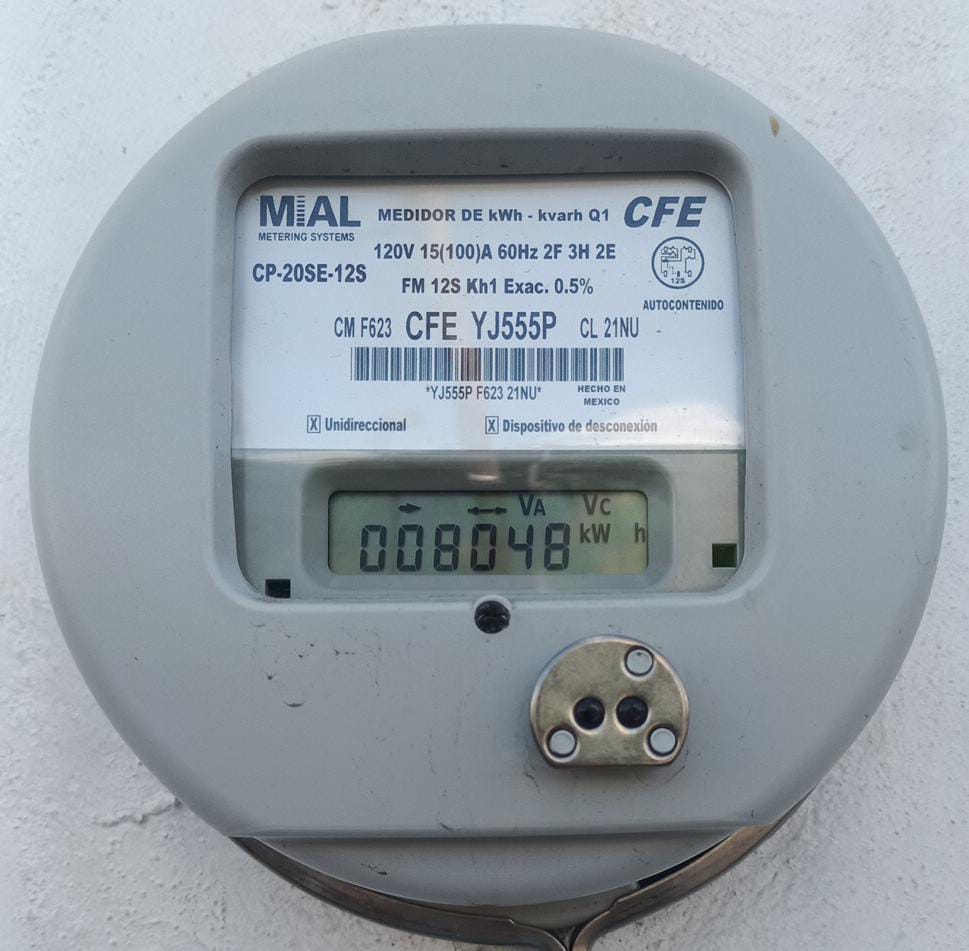 MIAL
METERING SYSTEMS
MEDIDOR DE kWh - kvarh Q1
CFE
120V 15(100)A 60Hz 2F 3H 2E
CP-20SE-12S
FM 12S Kh1 Exac. 0.5%
12S
AUTOCONTENIDO
CM F623 CFE YJ555P CL 21NU
*YJ555P F623 21NU*
HECHO EN
MEXICO
X Unidireccional
X Dispositivo de desconexión
VA VC
008048 kW h